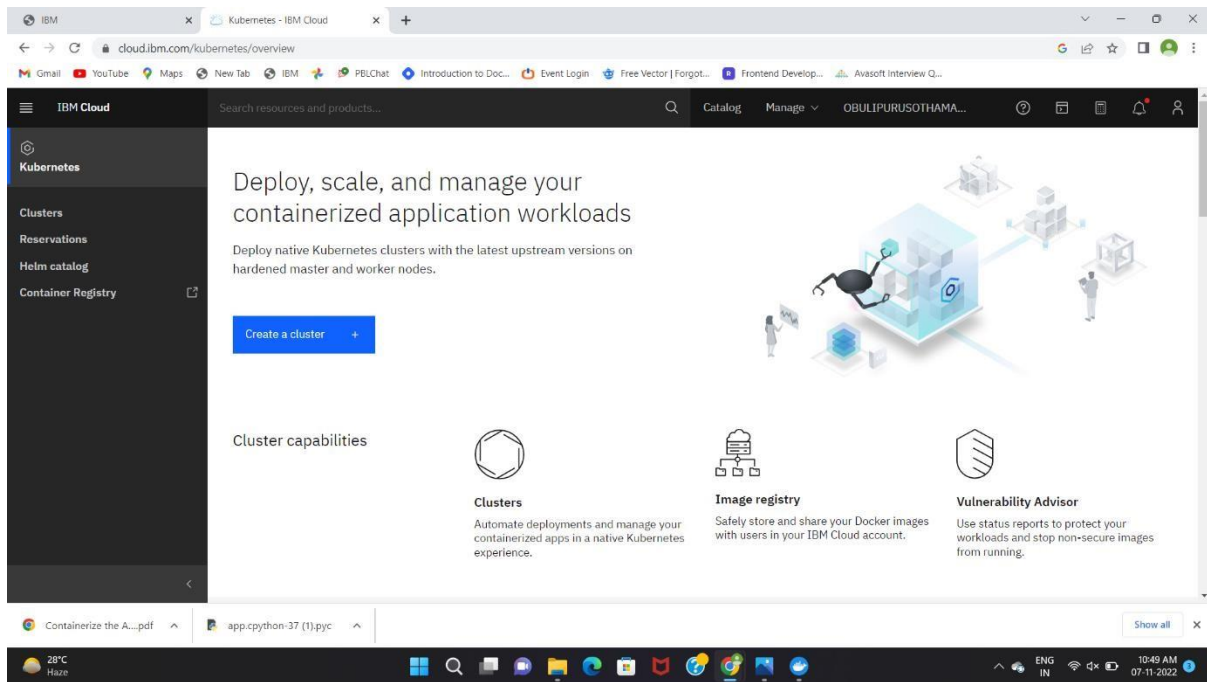 IBM
Kubernetes - IBM Cloud
cloud.ibm.com/kubernetes/overview
Gmail YouTube Maps New Tab IBM PBLChat Introduction to Doc... Event Login Free Vector | Forgot... Frontend Develop... Avasoft Interview Q...
IBM Cloud Search resources and products... Catalog Manage OBULIPURUSOTHAMA...
Kubernetes
Clusters
Reservations
Helm catalog
Container Registry
Deploy, scale, and manage your
containerized application workloads
Deploy native Kubernetes clusters with the latest upstream versions on
hardened master and worker nodes.
Create a cluster +
Cluster capabilities
Clusters
Automate deployments and manage your
containerized apps in a native Kubernetes
experience.
Image registry
Safely store and share your Docker images
with users in your IBM Cloud account.
Vulnerability Advisor
Use status reports to protect your
workloads and stop non-secure images
from running.
Containerize the A....pdf app.cpython-37 (1).pyc Show all
28°C
Haze
ENG
IN
10:49 AM
07-11-2022
3